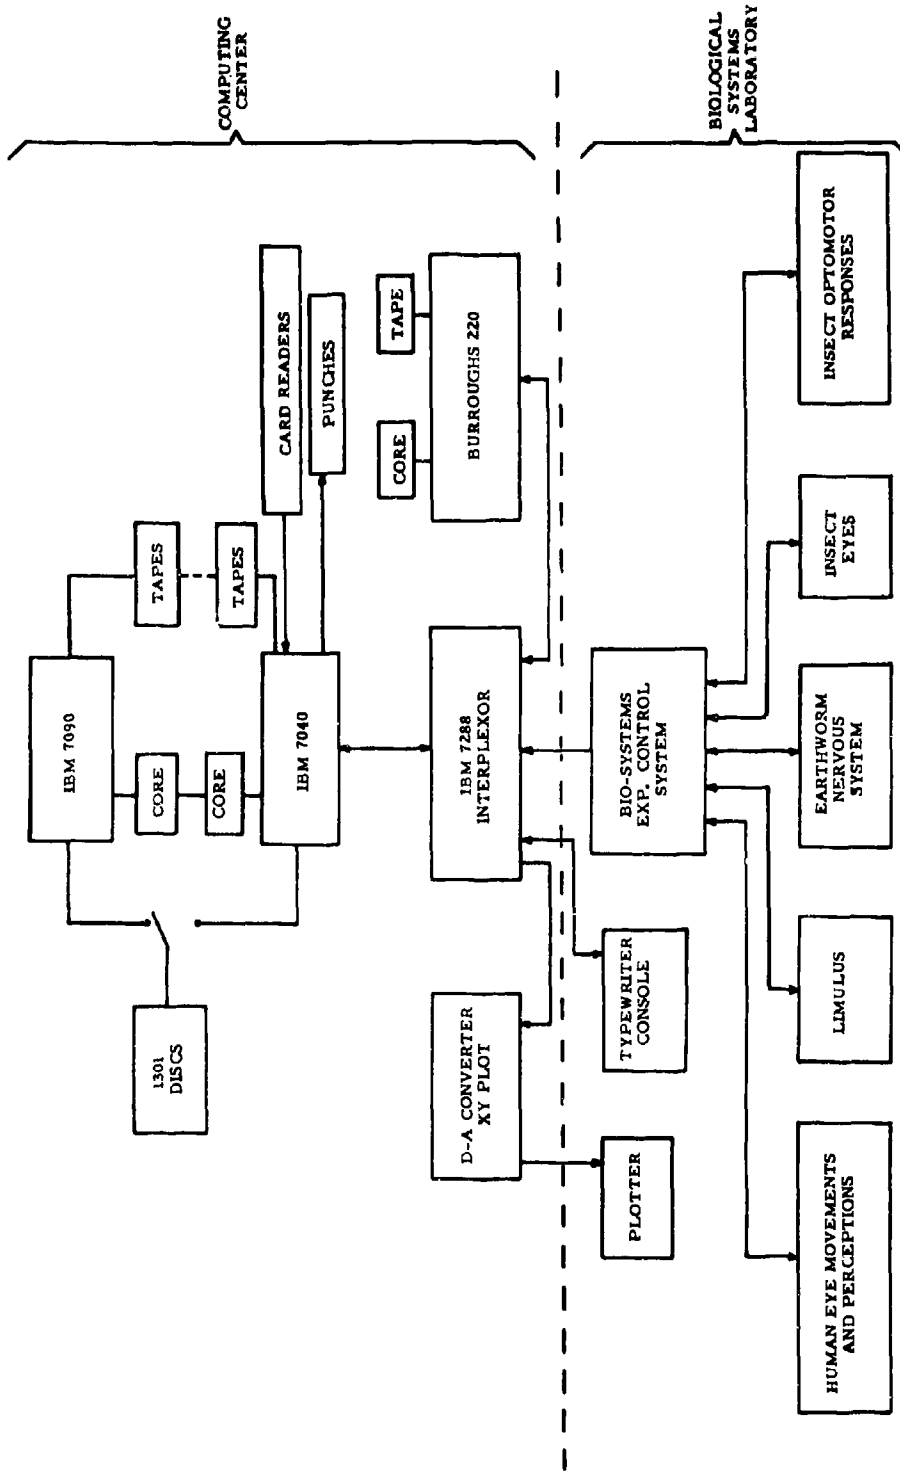 COMPUTING
CENTER
BIOLOGICAL
SYSTEMS
LABORATORY
1301
DISCS
IBM 7090
TAPES
TAPES
CORE
CORE
IBM 7040
CARD READERS
PUNCHES
D-A CONVERTER
XY PLOT
IBM 7288
INTERPLEXOR
CORE
TAPE
BURROUGHS 220
PLOTTER
TYPEWRITER
CONSOLE
BIO-SYSTEMS
EXP. CONTROL
SYSTEM
HUMAN EYE MOVEMENTS
AND PERCEPTIONS
LIMULUS
EARTHWORM
NERVOUS
SYSTEM
INSECT
EYES
INSECT OPTOMOTOR
RESPONSES